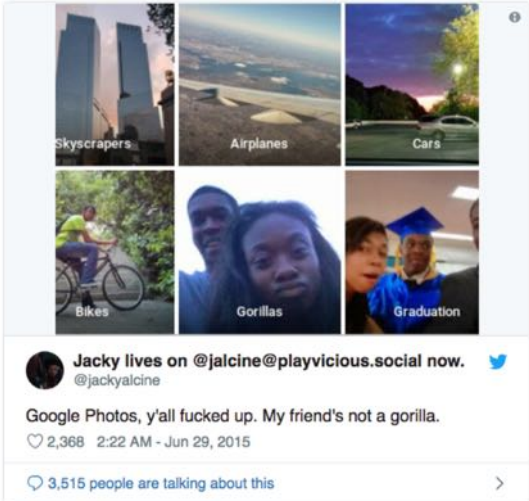 Skyscrapers
Airplanes
Cars
Bikes
Gorillas
Graduation
Jacky lives on @jalcine@playvicious.social now.
@jackyalcine
Google Photos, y'all fucked up. My friend's not a gorilla.
2,368 2:22 AM - Jun 29, 2015
3,515 people are talking about this